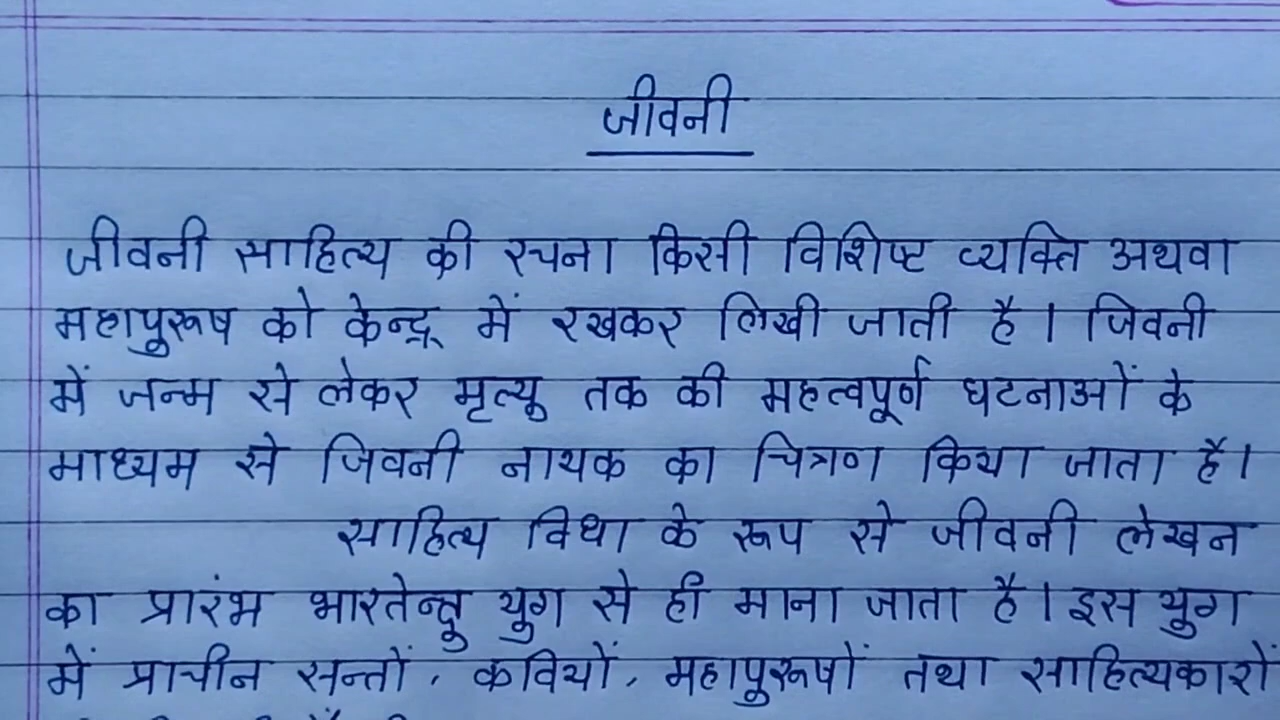 जीवनी
जीवनी साहित्य की रचना किसी विशिष्ट व्यक्ति अथवा
महापुरूष को केन्द्र में रखकर लिखी जाती है। जिवनी
में जन्म से लेकर मृत्यु तक की महत्वपूर्ण घटनाओं के
माध्यम से जिवनी नायक का चित्रण किया जाता है।
साहित्य विधा के रूप से जीवनी लेखन
का प्रारंभ भारतेन्दु युग से ही माना जाता है। इस युग
में प्राचीन सन्तों, कवियों, महापुरूषों तथा साहित्यकारों